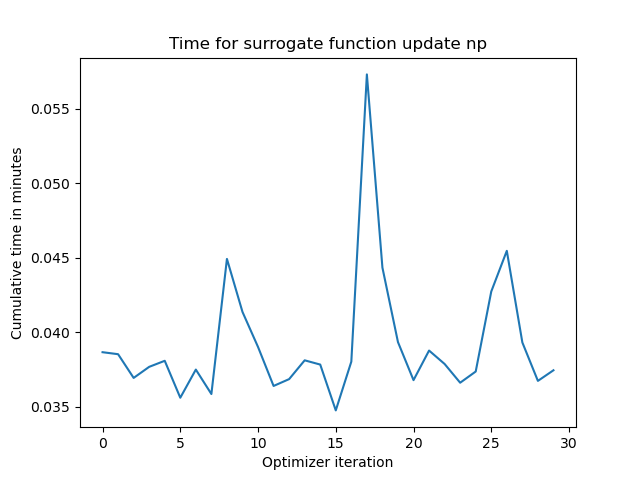 Time for surrogate function update np
Cumulative time in minutes
0.055
0.050
0.045
0.040
0.035
0 5 10 15 20 25 30
Optimizer iteration